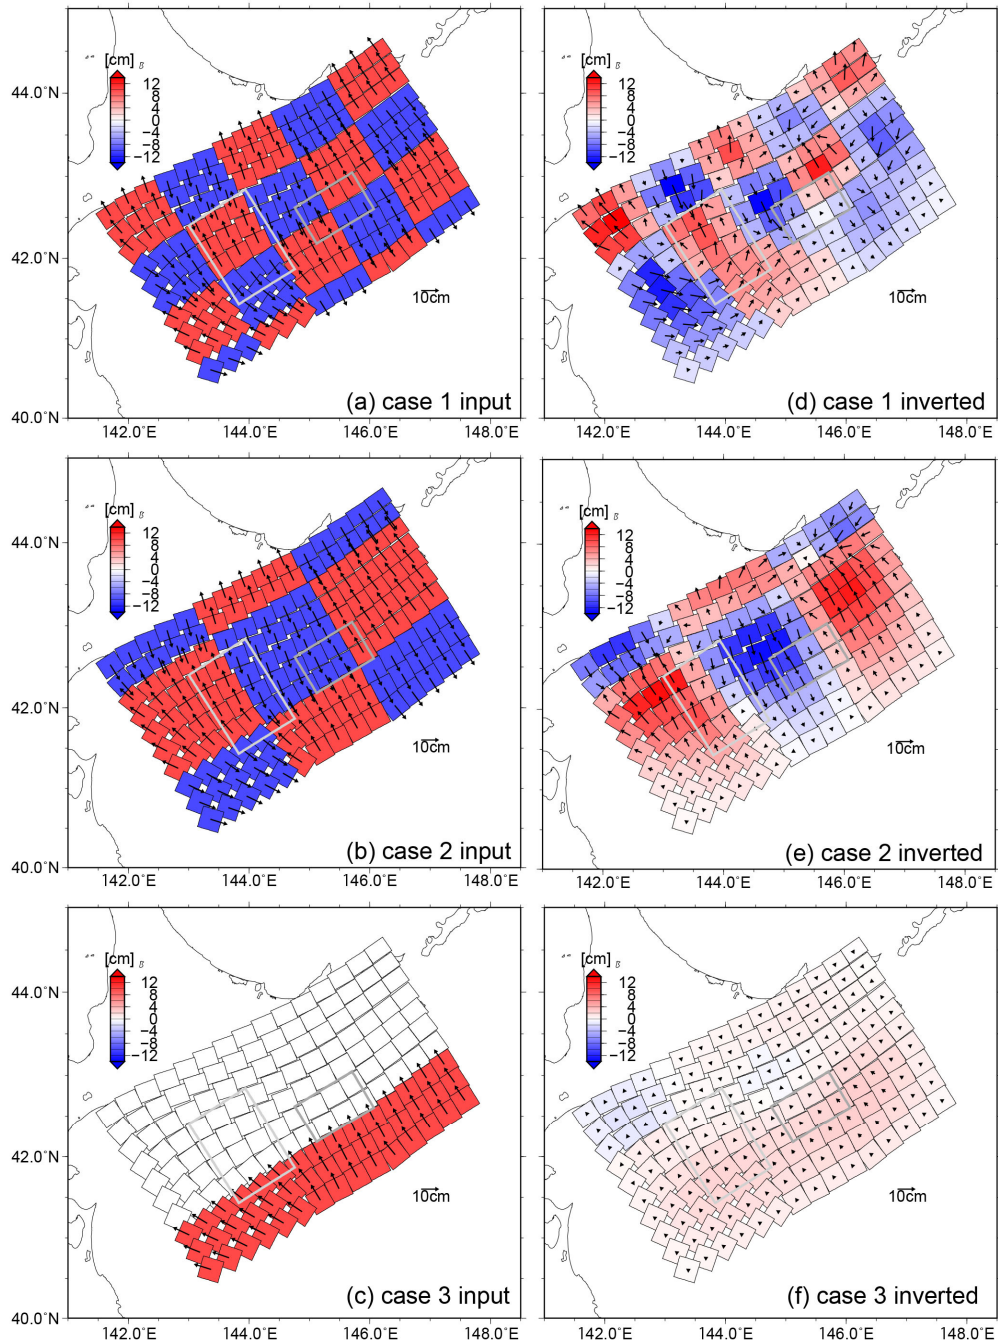 [cm]
12
8
4
0
−4
−8
−12
44.0˚N
42.0˚N
40.0˚N
10cm
(a) case 1 input
142.0˚E 144.0˚E 146.0˚E 148.0˚E
[cm]
12
8
4
0
−4
−8
−12
10cm
(d) case 1 inverted
142.0˚E 144.0˚E 146.0˚E 148.0˚E
[cm]
12
8
4
0
−4
−8
−12
44.0˚N
42.0˚N
40.0˚N
10cm
(b) case 2 input
142.0˚E 144.0˚E 146.0˚E 148.0˚E
[cm]
12
8
4
0
−4
−8
−12
10cm
(e) case 2 inverted
142.0˚E 144.0˚E 146.0˚E 148.0˚E
[cm]
12
8
4
0
−4
−8
−12
44.0˚N
42.0˚N
40.0˚N
10cm
(c) case 3 input
142.0˚E 144.0˚E 146.0˚E 148.0˚E
[cm]
12
8
4
0
−4
−8
−12
10cm
(f) case 3 inverted
142.0˚E 144.0˚E 146.0˚E 148.0˚E